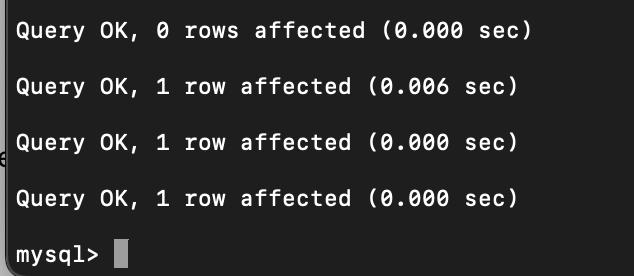 Query OK, 0 rows affected (0.000 sec)
Query OK, 1 row affected (0.006 sec)
Query OK, 1 row affected (0.000 sec)
Query OK, 1 row affected (0.000 sec)
mysql>